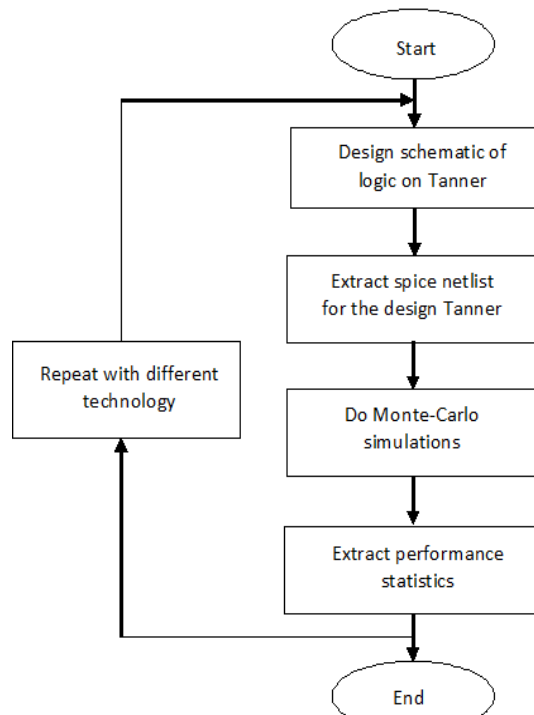 Start
Design schematic of
logic on Tanner
Extract spice netlist
for the design Tanner
Repeat with different
technology
Do Monte-Carlo
simulations
Extract performance
statistics
End